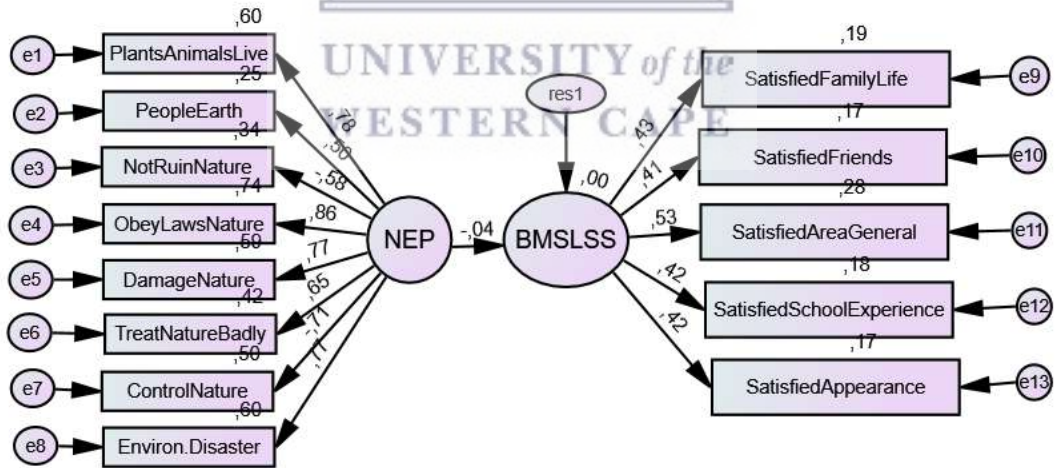 ,60
e1 PlantsAnimalsLive
,25
e2 PeopleEarth
,34
e3 NotRuinNature
,74
e4 ObeyLawsNature
,59
e5 DamageNature
,42
e6 TreatNatureBadly
,50
e7 ControlNature
,60
e8 Environ.Disaster
,78
,50
-,58
,86
,77
,65
-,71
,77
NEP
-,04
UNIVERSITY of the
WESTERN CAPE
res1
,00
BMSLSS
,43
,41
,53
,42
,42
,19
SatisfiedFamilyLife e9
,17
SatisfiedFriends e10
,28
SatisfiedAreaGeneral e11
,18
SatisfiedSchoolExperience e12
,17
SatisfiedAppearance e13